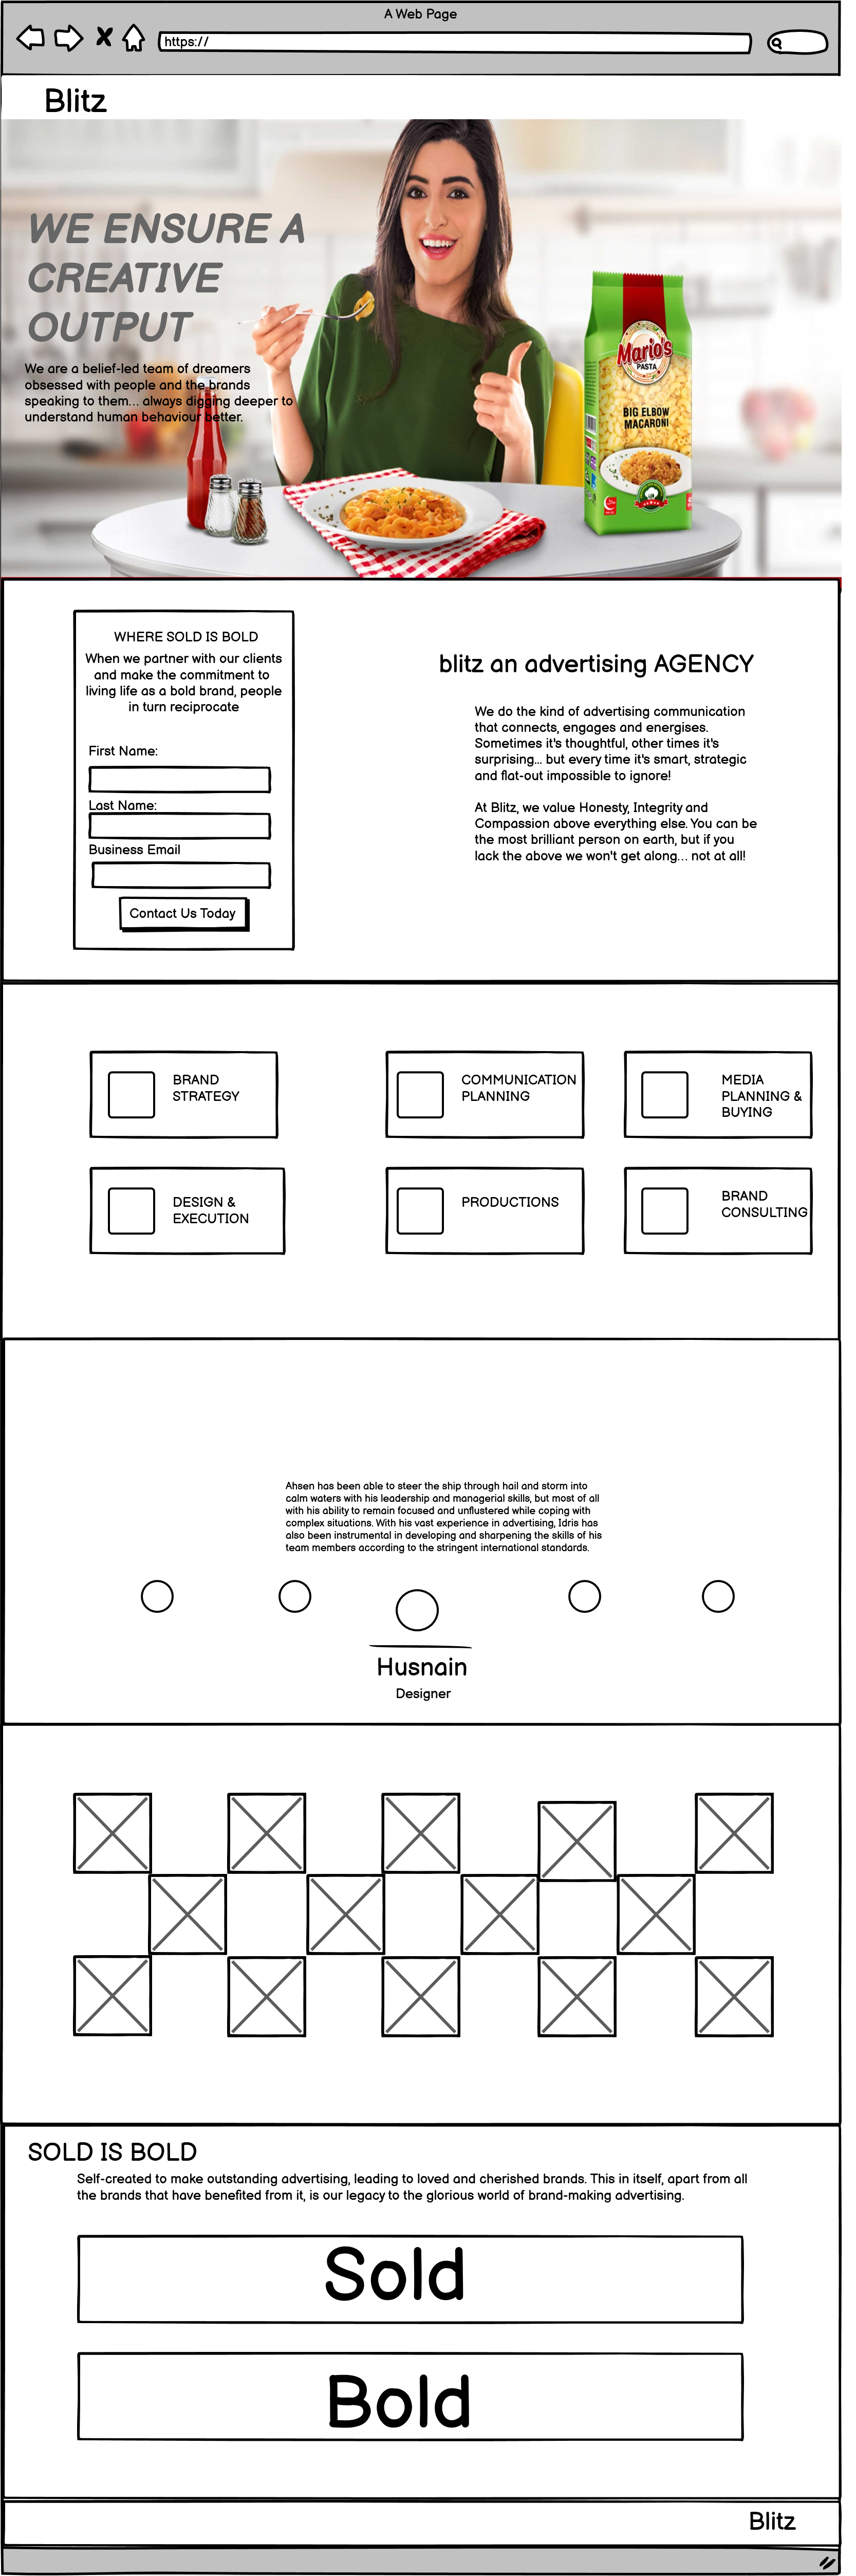 A Web Page
https://
Blitz
WE ENSURE A
CREATIVE
OUTPUT
We are a belief-led team of dreamers
obsessed with people and the brands
speaking to them... always digging deeper to
understand human behaviour better.
Mario's
PASTA
BIG ELBOW
MACARONI
WHERE SOLD IS BOLD
When we partner with our clients
and make the commitment to
living life as a bold brand, people
in turn reciprocate
First Name:
Last Name:
Business Email
Contact Us Today
blitz an advertising AGENCY
We do the kind of advertising communication
that connects, engages and energises.
Sometimes it's thoughtful, other times it's
surprising... but every time it's smart, strategic
and flat-out impossible to ignore!
At Blitz, we value Honesty, Integrity and
Compassion above everything else. You can be
the most brilliant person on earth, but if you
lack the above we won't get along... not at all!
BRAND
STRATEGY
COMMUNICATION
PLANNING
MEDIA
PLANNING &
BUYING
DESIGN &
EXECUTION
PRODUCTIONS
BRAND
CONSULTING
Ahsen has been able to steer the ship through hail and storm into
calm waters with his leadership and managerial skills, but most of all
with his ability to remain focused and unflustered while coping with
complex situations. With his vast experience in advertising, Idris has
also been instrumental in developing and sharpening the skills of his
team members according to the stringent international standards.
Husnain
Designer
SOLD IS BOLD
Self-created to make outstanding advertising, leading to loved and cherished brands. This in itself, apart from all
the brands that have benefited from it, is our legacy to the glorious world of brand-making advertising.
Sold
Bold
Blitz